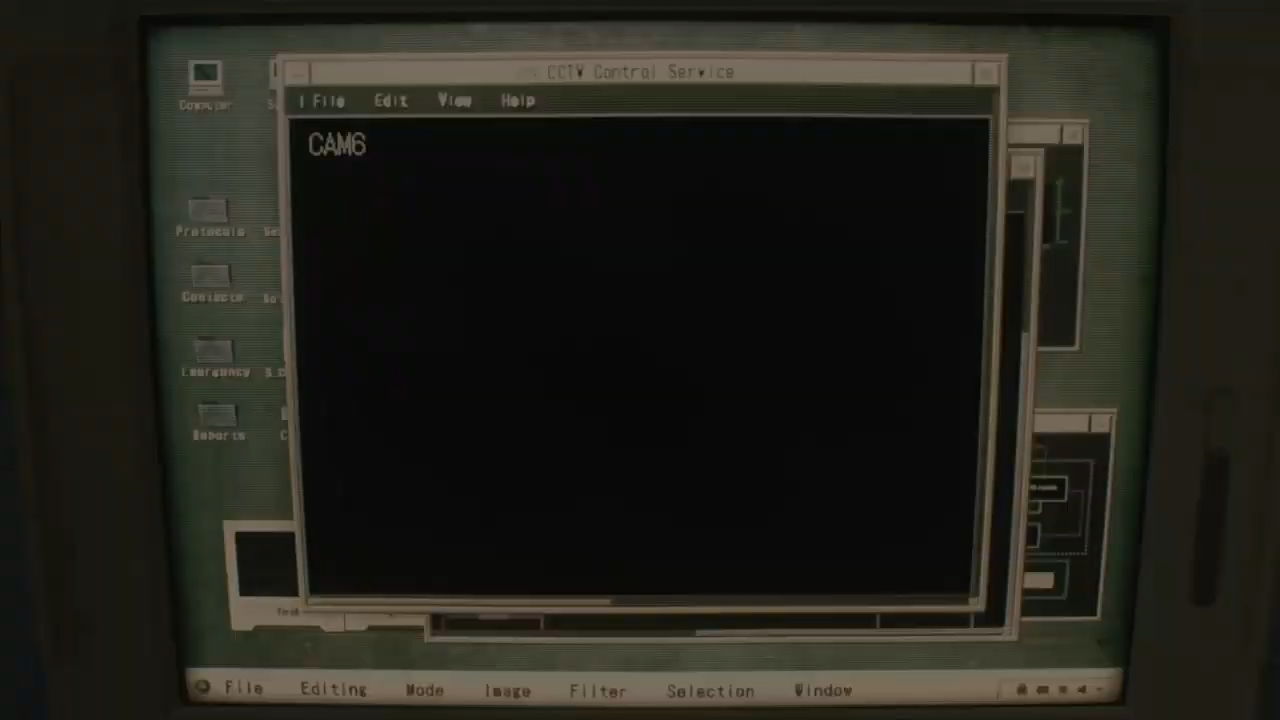 CCTV Control Service
Computer
File Edit View Help
CAM6
Protocols
Contacts
Emergency
Reports
File Editing Mode Image Filter Selection Window